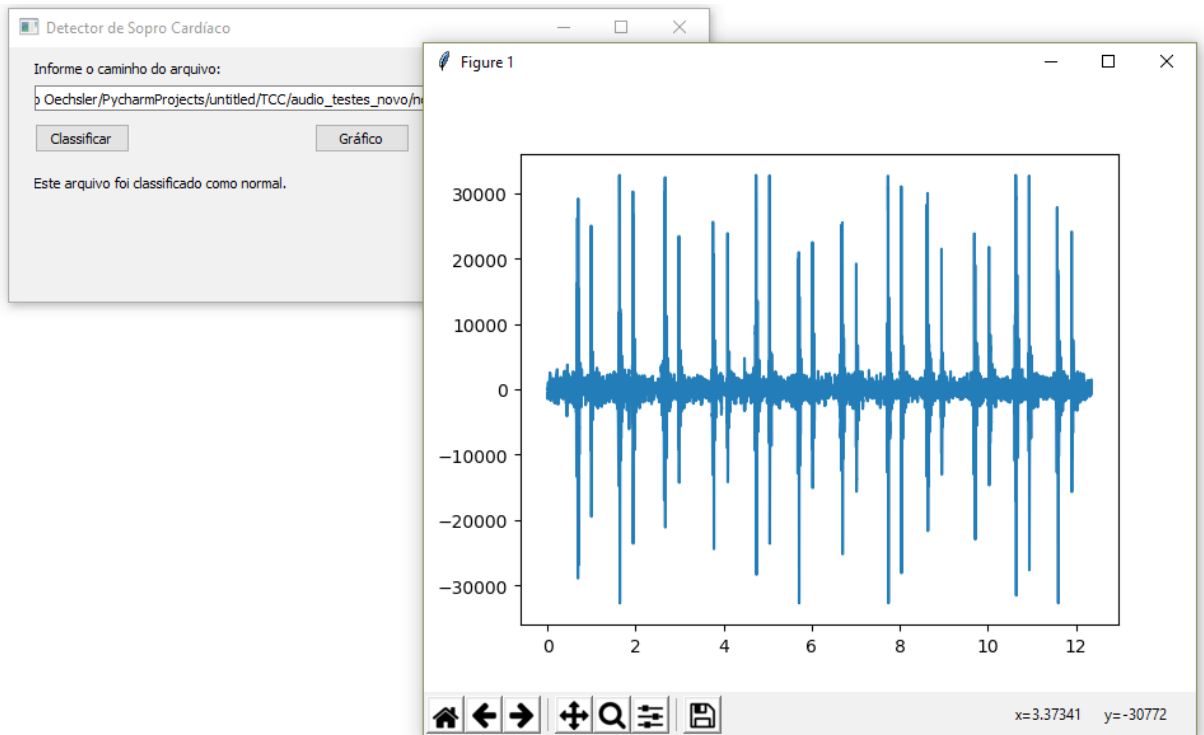 Detector de Sopro Cardíaco
Informe o caminho do arquivo:
Oechsler/PycharmProjects/untitled/TCC/audio_testes_novo/
Classificar
Gráfico
Este arquivo foi classificado como normal.
Figure 1
30000
20000
10000
0
−10000
−20000
−30000
0 2 4 6 8 10 12
x=3.37341 y=-30772